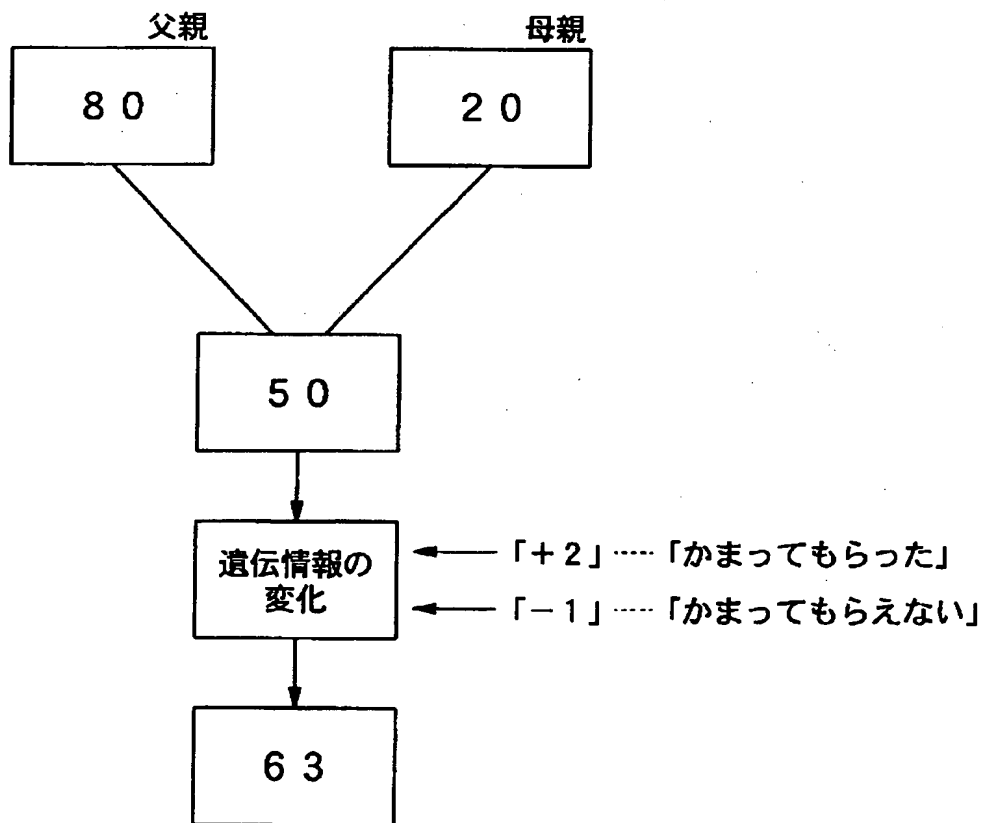 父親
母親
80
20
50
遺伝情報の
変化
「+2」……「かまってもらった」
「-1」……「かまってもらえない」
63